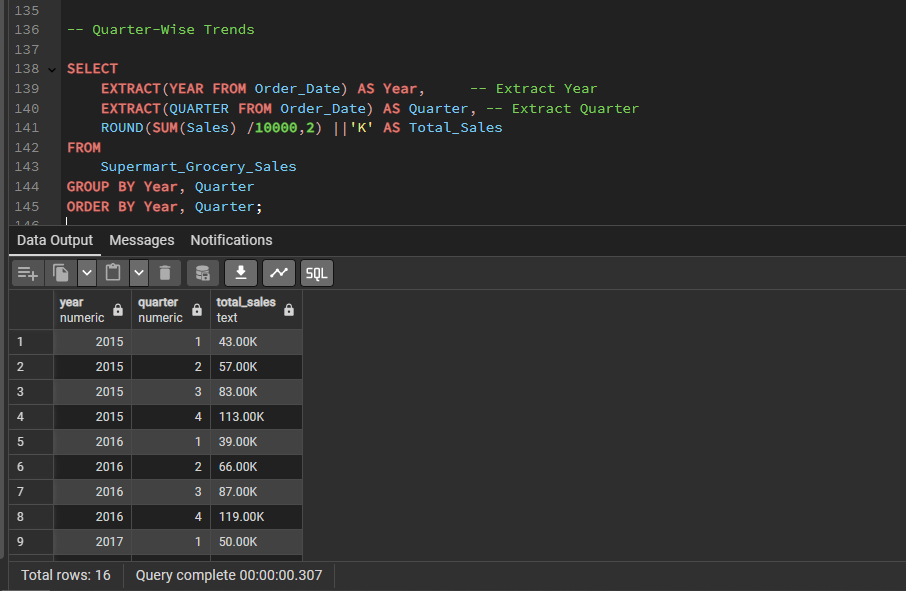 135
136 -- Quarter-Wise Trends
137
138 SELECT
139 EXTRACT(YEAR FROM Order_Date) AS Year, -- Extract Year
140 EXTRACT(QUARTER FROM Order_Date) AS Quarter, -- Extract Quarter
141 ROUND(SUM(Sales) /10000,2) ||'K' AS Total_Sales
142 FROM
143 Supermart_Grocery_Sales
144 GROUP BY Year, Quarter
145 ORDER BY Year, Quarter;
146
Data Output Messages Notifications
SQL
year quarter total_sales
numeric numeric text
1 2015 1 43.00K
2 2015 2 57.00K
3 2015 3 83.00K
4 2015 4 113.00K
5 2016 1 39.00K
6 2016 2 66.00K
7 2016 3 87.00K
8 2016 4 119.00K
9 2017 1 50.00K
Total rows: 16 Query complete 00:00:00.307